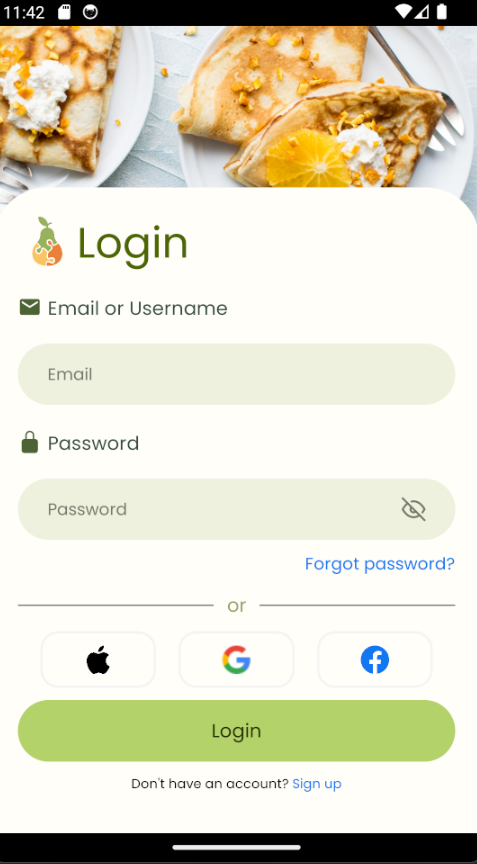 11:42
Login
Email or Username
Email
Password
Password
Forgot password?
or
Login
Don't have an account? Sign up